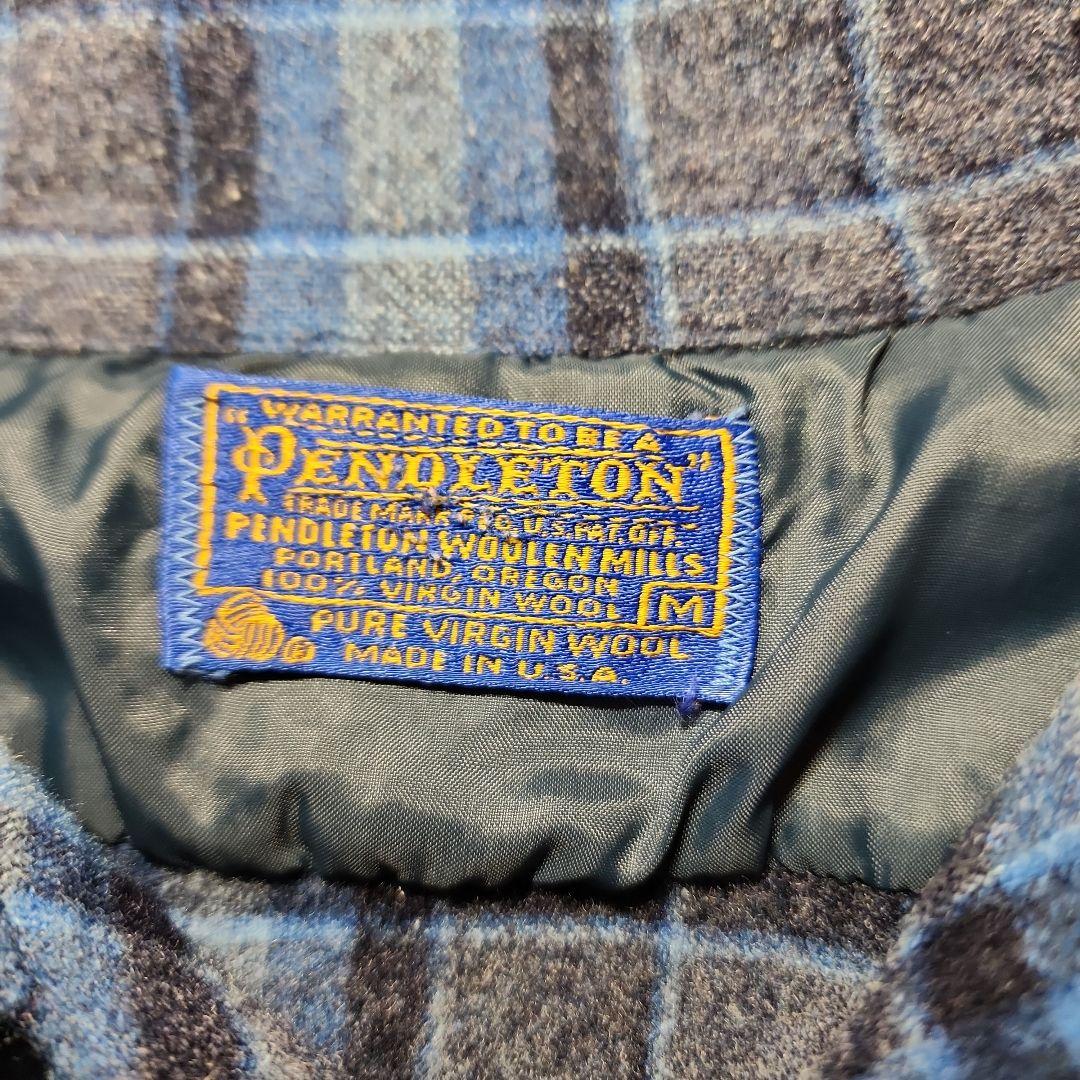 WARRANTED TO BE A
"PENDLETON"
TRADE MARK REG. U.S. PAT. OFF.
PENDLETON WOOLEN MILLS
PORTLAND, OREGON
100% VIRGIN WOOL M
PURE VIRGIN WOOL
® MADE IN U.S.A.